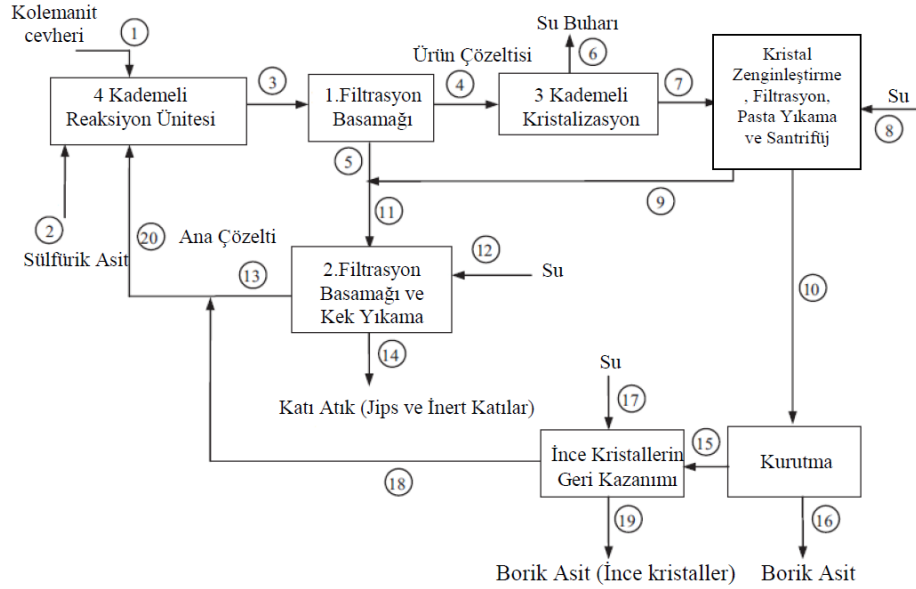 Kolemanit
cevheri
1
4 Kademeli
Reaksiyon Ünitesi
3
1.Filtrasyon
Basamağı
Ürün Çözeltisi
4
Su Buharı
6
3 Kademeli
Kristalizasyon
7
Kristal
Zenginleştirme
, Filtrasyon,
Pasta Yıkama
ve Santrifüj
Su
8
5
9
2
Sülfürik Asit
20
Ana Çözelti
13
11
12
Su
2.Filtrasyon
Basamağı ve
Kek Yıkama
10
14
Katı Atık (Jips ve İnert Katılar)
Su
17
18
İnce Kristallerin
Geri Kazanımı
15
Kurutma
19
16
Borik Asit (İnce kristaller)
Borik Asit